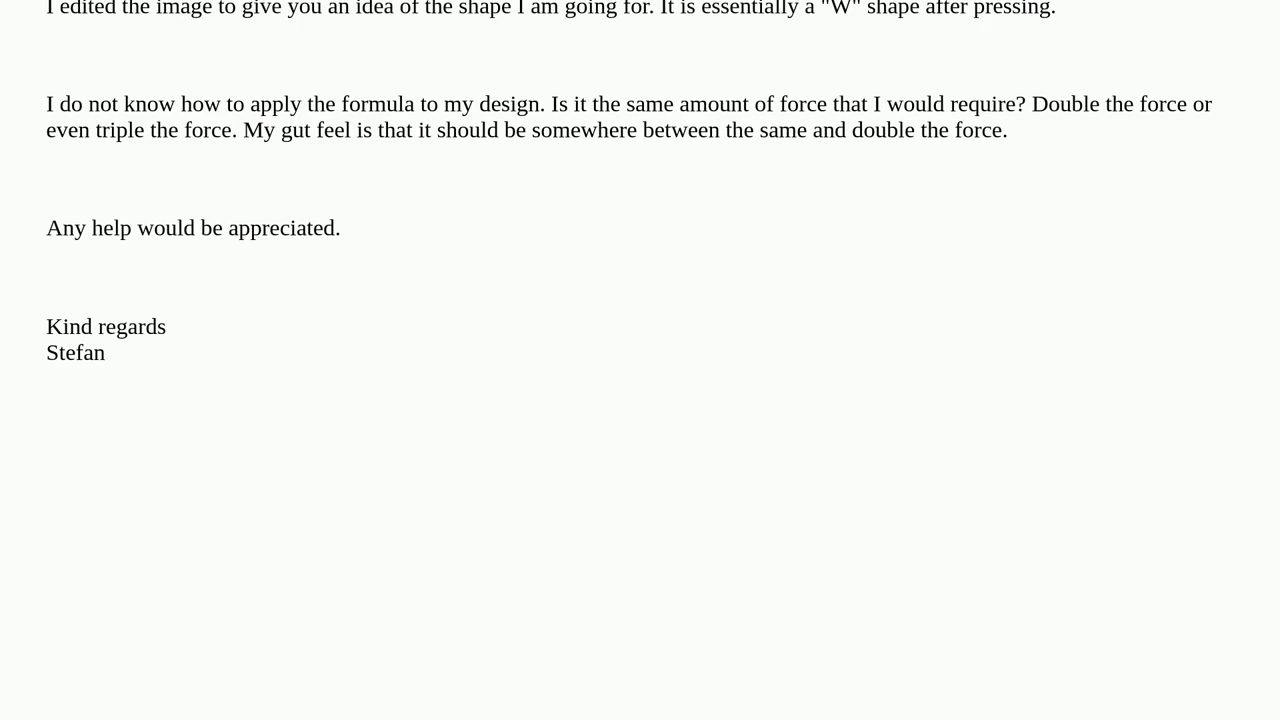 I edited the image to give you an idea of the shape I am going for. It is essentially a "W" shape after pressing.
I do not know how to apply the formula to my design. Is it the same amount of force that I would require? Double the force or
even triple the force. My gut feel is that it should be somewhere between the same and double the force.
Any help would be appreciated.
Kind regards
Stefan